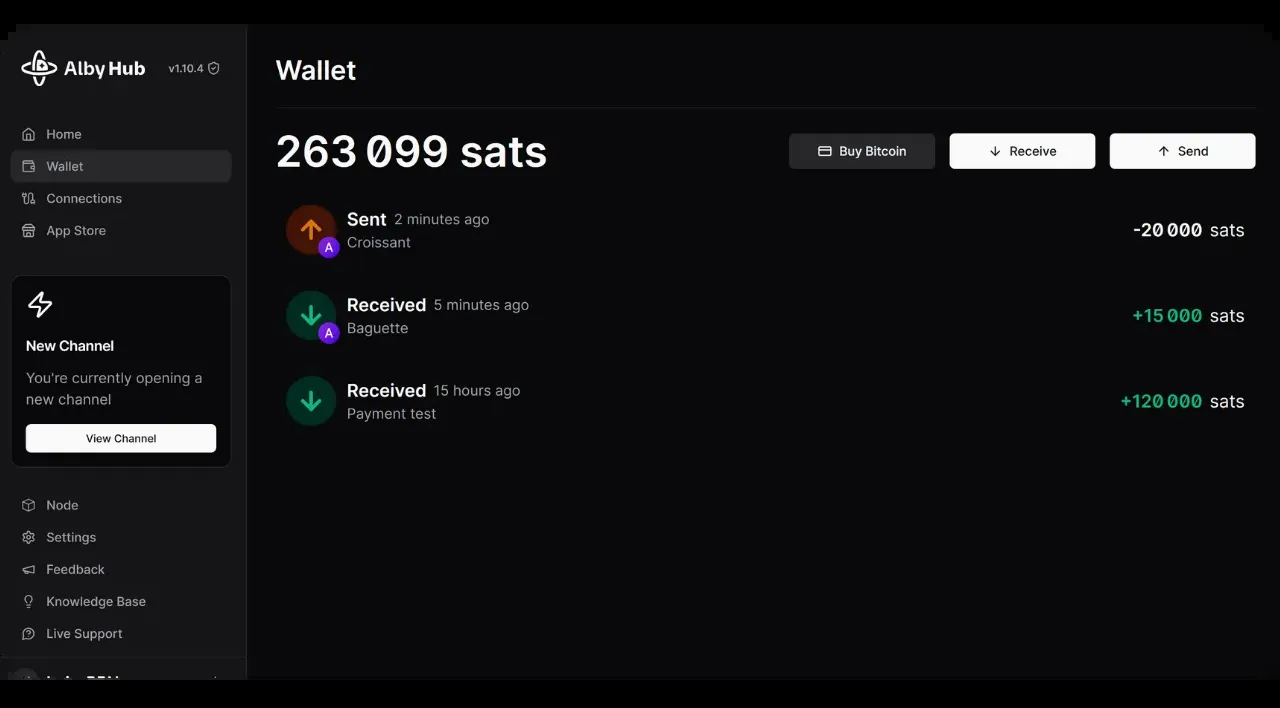 Alby Hub v1.10.4
Home
Wallet
Connections
App Store
New Channel
You're currently opening a
new channel
View Channel
Node
Settings
Feedback
Knowledge Base
Live Support
Wallet
263 099 sats
Buy Bitcoin
Receive
Send
Sent 2 minutes ago
Croissant
-20 000 sats
A
Received 5 minutes ago
Baguette
+15 000 sats
A
Received 15 hours ago
Payment test
+120 000 sats